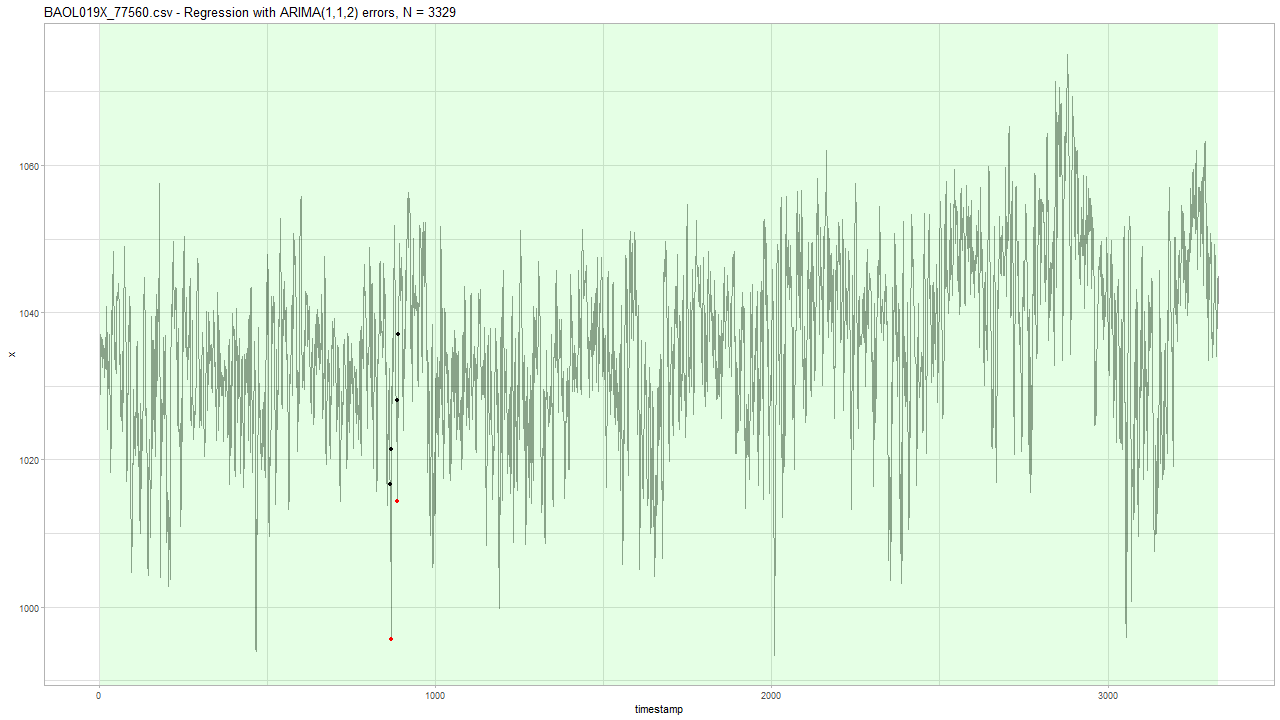 BAOL019X_77560.csv - Regression with ARIMA(1,1,2) errors, N = 3329
x
1060
1040
1020
1000
0 1000 2000 3000
timestamp